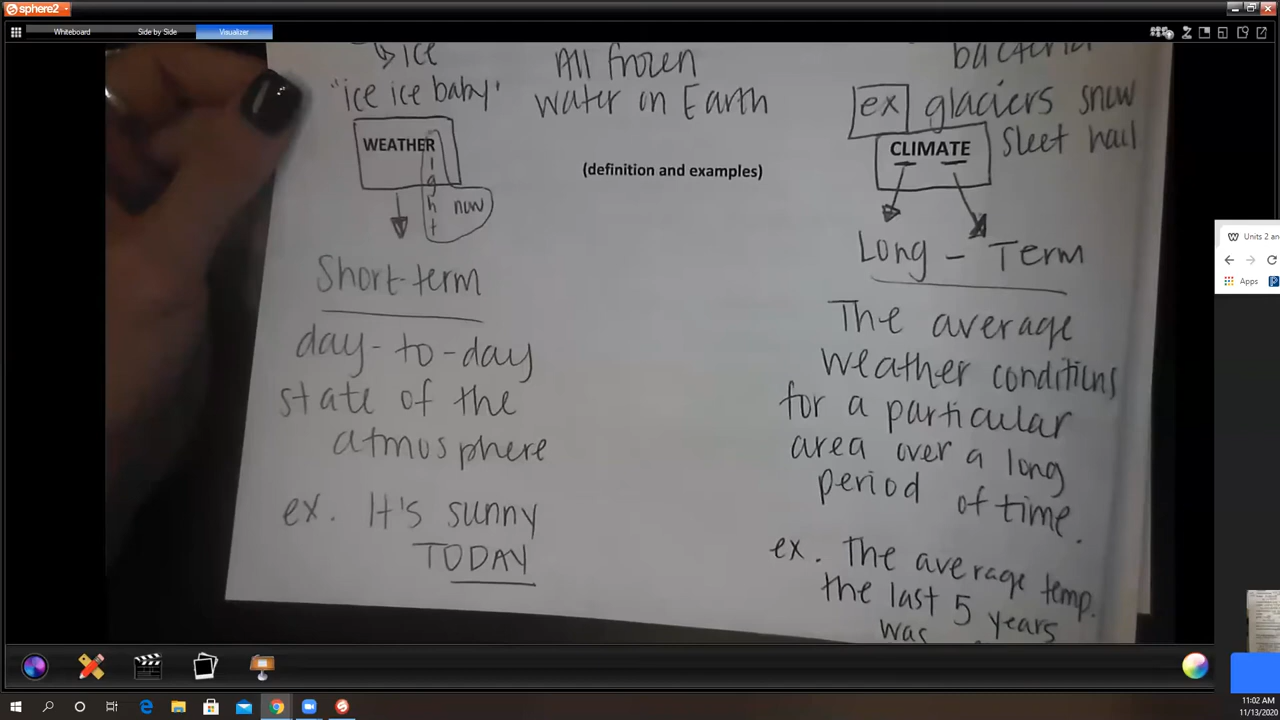 sphere2
Whiteboard
Side by Side
Visualizer
ice
"ice ice baby"
All frozen
water on Earth
bacteria
ex glaciers snow
sleet hail
WEATHER
right now
(definition and examples)
CLIMATE
Short-term
day-to-day
state of the
atmosphere
ex. It's sunny
TODAY
Long - Term
The average
weather conditions
for a particular
area over a long
period of time.
ex. The average temp.
the last 5 years
was
Units 2 an
Apps
11:02 AM
11/13/2020